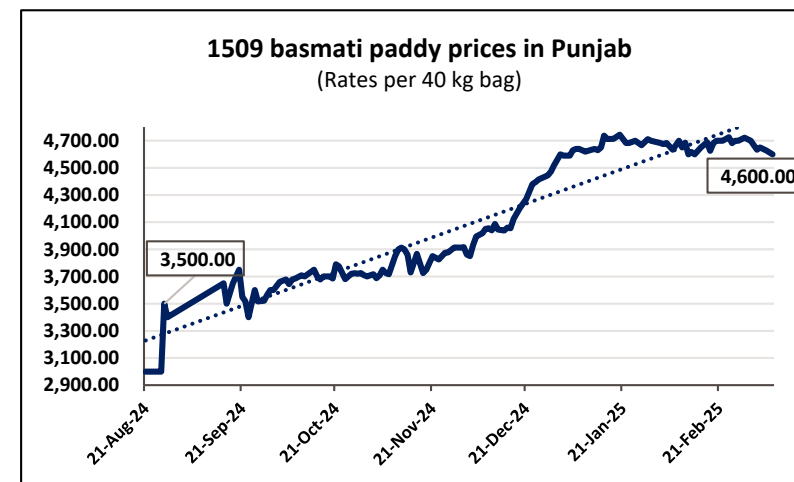 1509 basmati paddy prices in Punjab
(Rates per 40 kg bag)
4,700.00
4,500.00
4,300.00
4,100.00
3,900.00
3,700.00
3,500.00
3,300.00
3,100.00
2,900.00
3,500.00
4,600.00
21-Aug-24
21-Sep-24
21-Oct-24
21-Nov-24
21-Dec-24
21-Jan-25
21-Feb-25